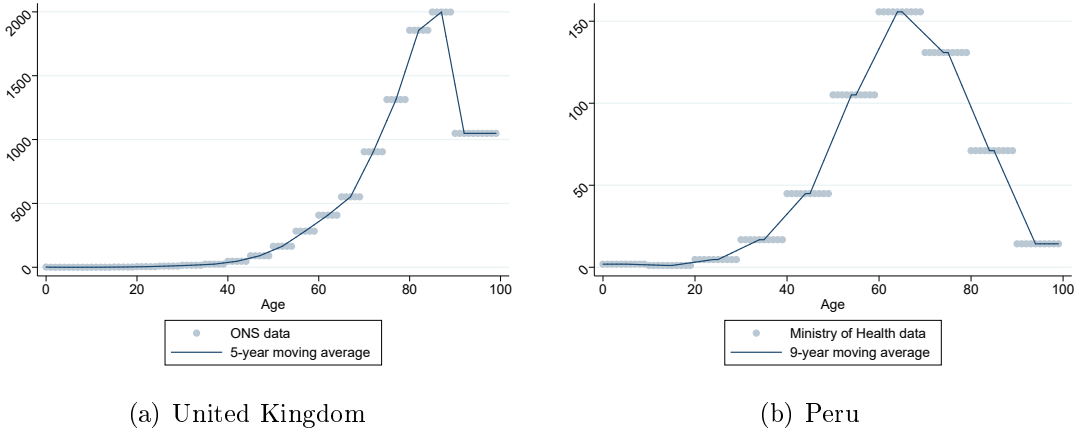 2000
1500
1000
500
0
0 20 40 60 80 100
Age
ONS data
5-year moving average
(a) United Kingdom
150
100
50
0
0 20 40 60 80 100
Age
Ministry of Health data
9-year moving average
(b) Peru